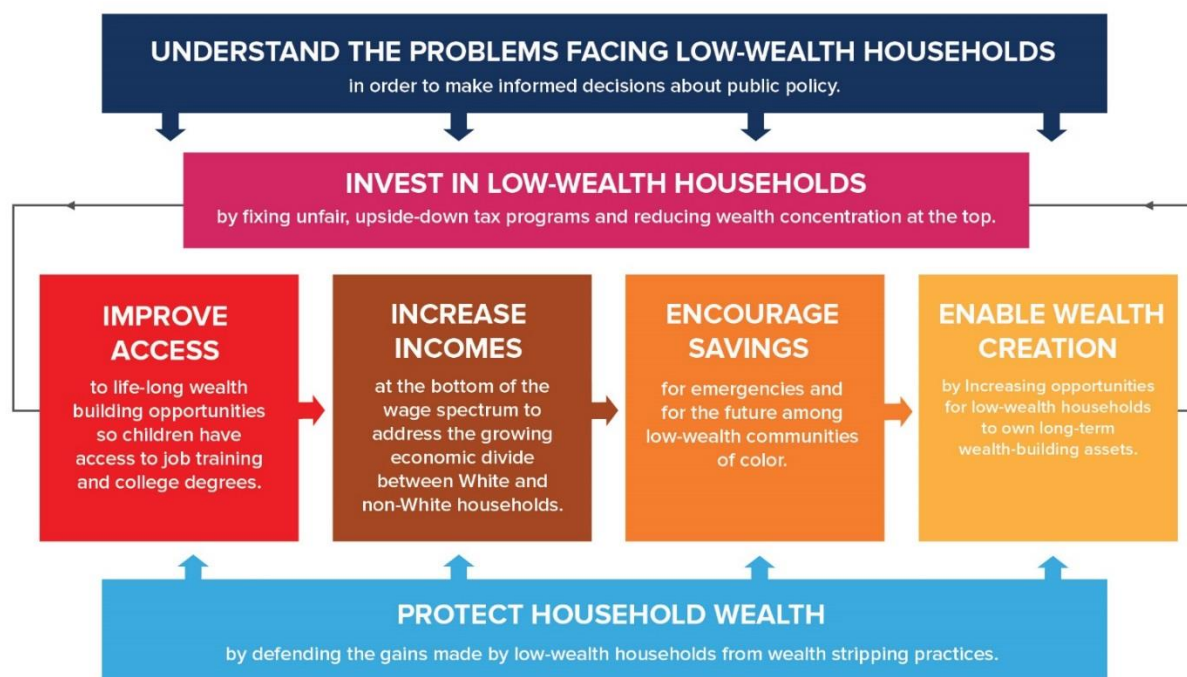 UNDERSTAND THE PROBLEMS FACING LOW-WEALTH HOUSEHOLDS
in order to make informed decisions about public policy.
INVEST IN LOW-WEALTH HOUSEHOLDS
by fixing unfair, upside-down tax programs and reducing wealth concentration at the top.
IMPROVE
ACCESS
to life-long wealth
building opportunities
so children have
access to job training
and college degrees.
INCREASE
INCOMES
at the bottom of the
wage spectrum to
address the growing
economic divide
between White and
non-White households.
ENCOURAGE
SAVINGS
for emergencies and
for the future among
low-wealth communities
of color.
ENABLE WEALTH
CREATION
by Increasing opportunities
for low-wealth households
to own long-term
wealth-building assets.
PROTECT HOUSEHOLD WEALTH
by defending the gains made by low-wealth households from wealth stripping practices.